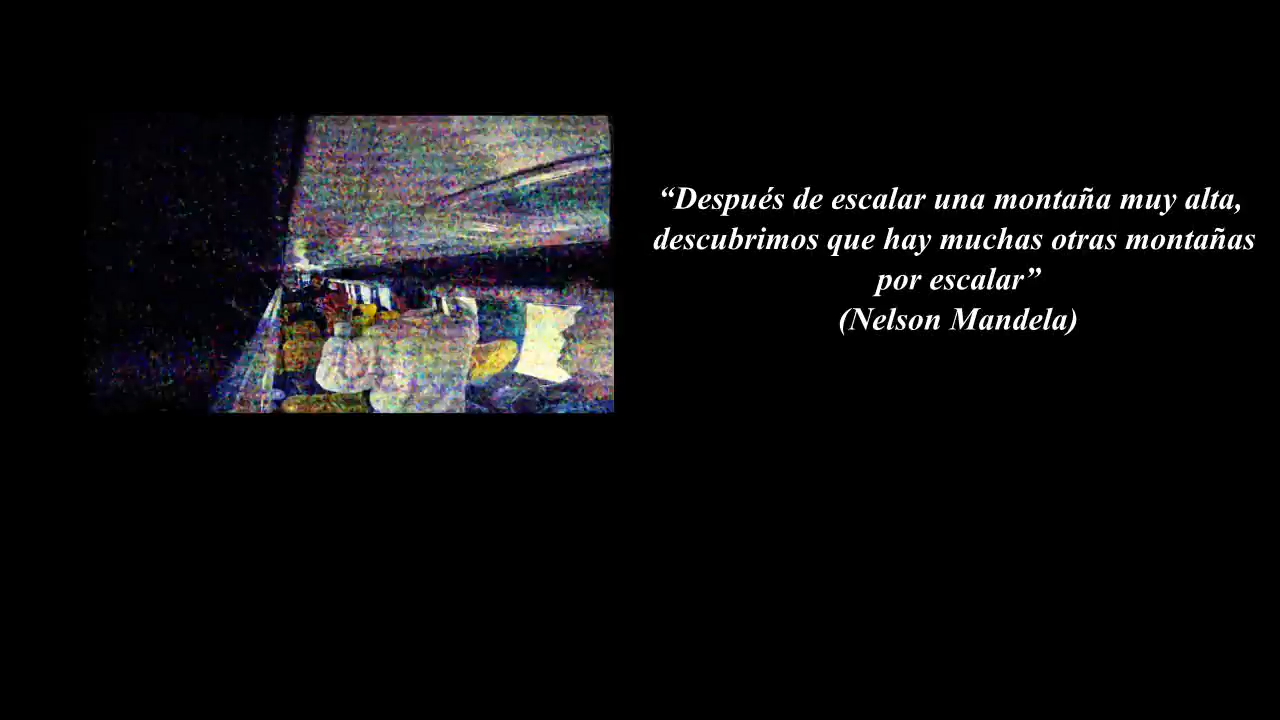 “Después de escalar una montaña muy alta,
descubrimos que hay muchas otras montañas
por escalar”
(Nelson Mandela)